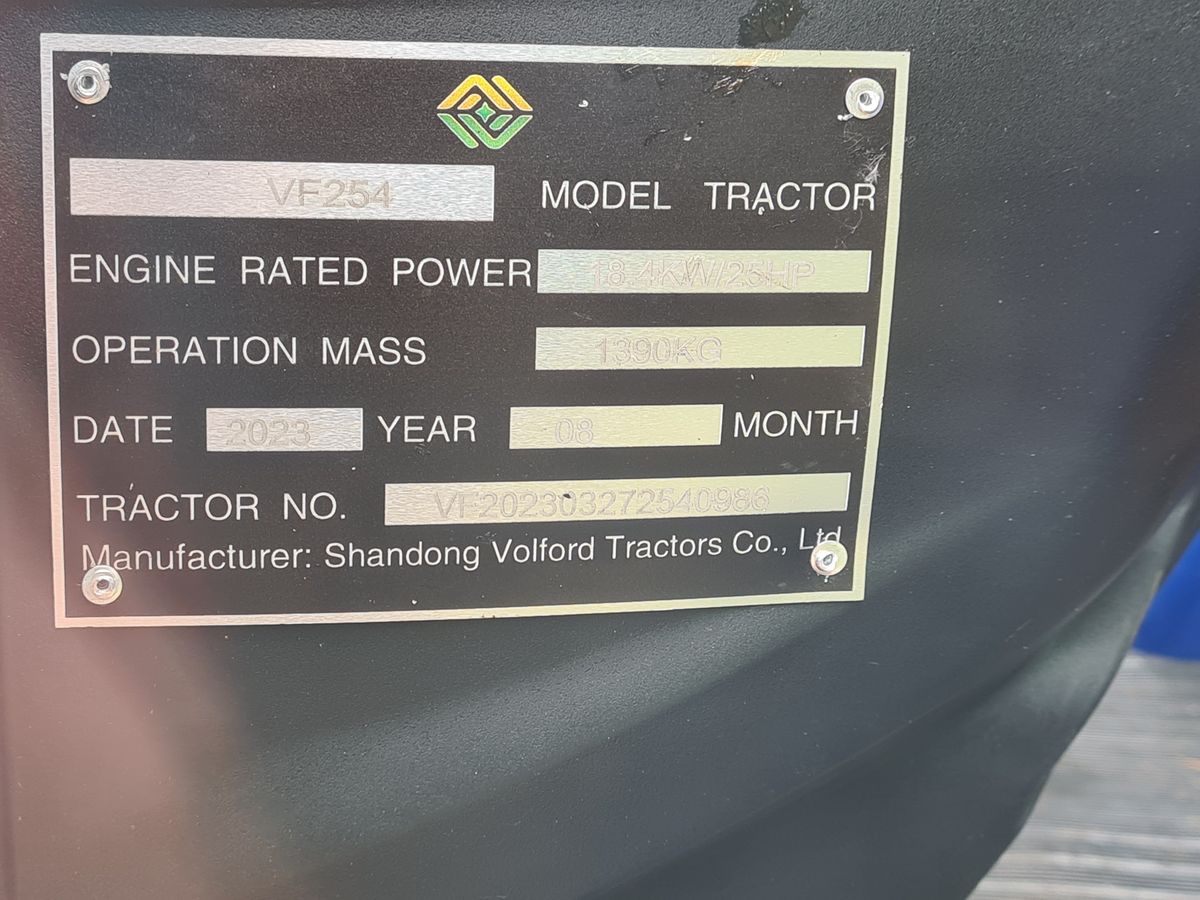 VF254 MODEL TRACTOR
ENGINE RATED POWER 18.4KW/25HP
OPERATION MASS 1390KG
DATE 2023 YEAR 08 MONTH
TRACTOR NO. VF202303272540986
Manufacturer: Shandong Volford Tractors Co., Ltd